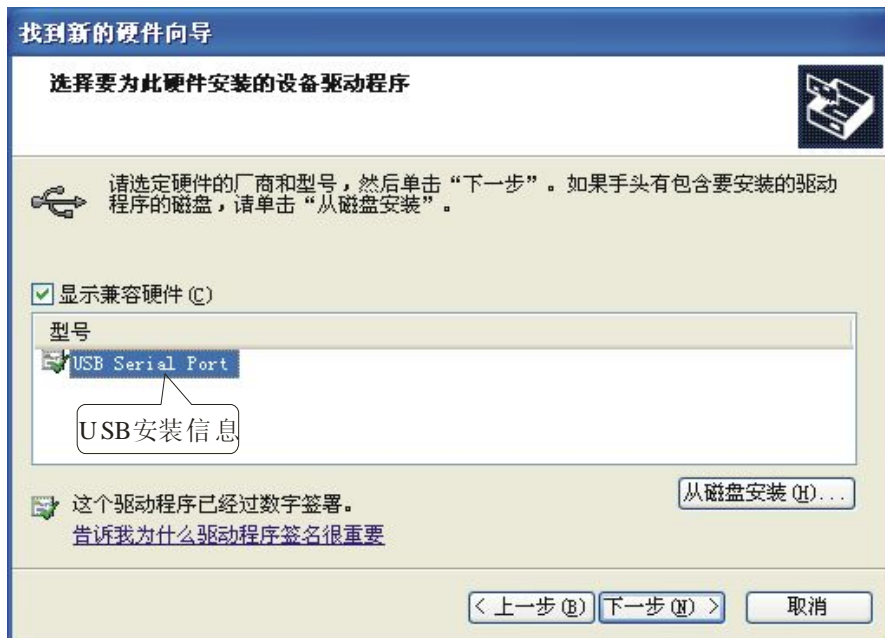 找到新的硬件向导
选择要为此硬件安装的设备驱动程序
请选定硬件的厂商和型号，然后单击“下一步”。如果手头有包含要安装的驱动
程序的磁盘，请单击“从磁盘安装”。
显示兼容硬件(C)
型号
USB Serial Port
USB安装信息
这个驱动程序已经过数字签署。
告诉我为什么驱动程序签名很重要
从磁盘安装(H)...
< 上一步(B) 下一步(N) > 取消